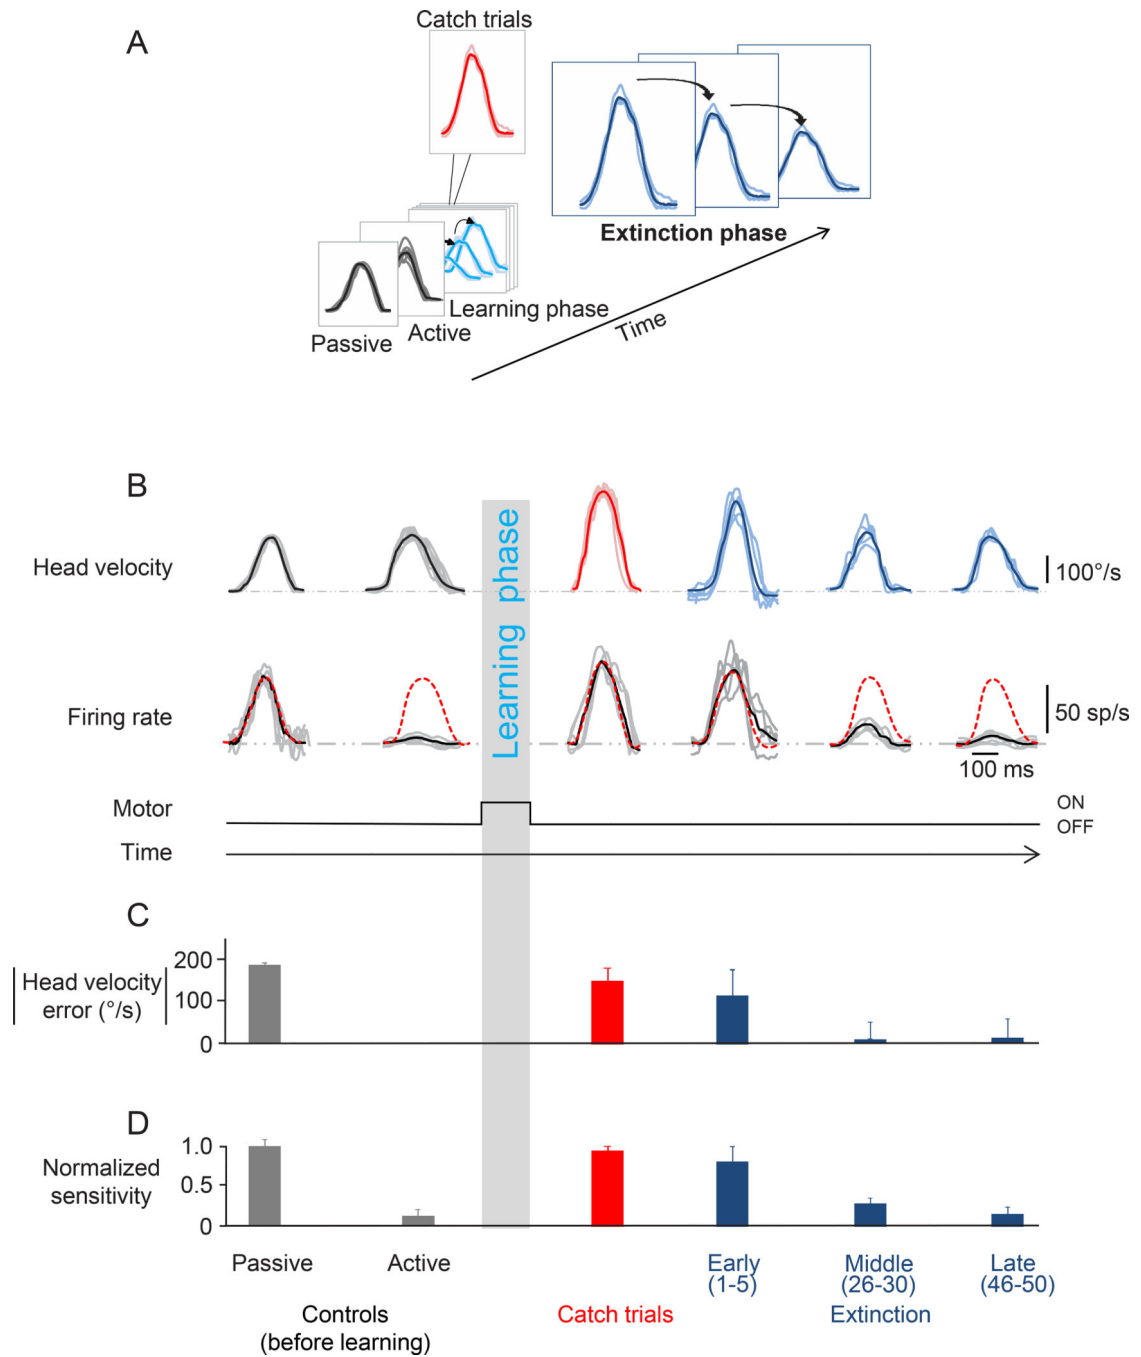 A
Catch trials
Extinction phase
Learning phase
Active
Passive
Time
B
Head velocity
100°/s
Learning phase
Firing rate
50 sp/s
100 ms
Motor
ON
OFF
Time
C
Head velocity
error (°/s)
200
100
0
D
Normalized
sensitivity
1.0
0.5
0
Passive Active Early Middle Late
(1-5) (26-30) (46-50)
Controls Catch trials Extinction
(before learning)